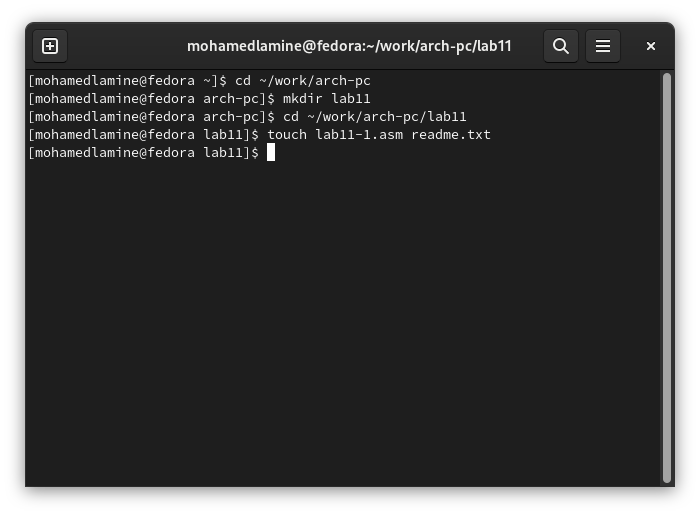 mohamedlamine@fedora:~/work/arch-pc/lab11
[mohamedlamine@fedora ~]$ cd ~/work/arch-pc
[mohamedlamine@fedora arch-pc]$ mkdir lab11
[mohamedlamine@fedora arch-pc]$ cd ~/work/arch-pc/lab11
[mohamedlamine@fedora lab11]$ touch lab11-1.asm readme.txt
[mohamedlamine@fedora lab11]$